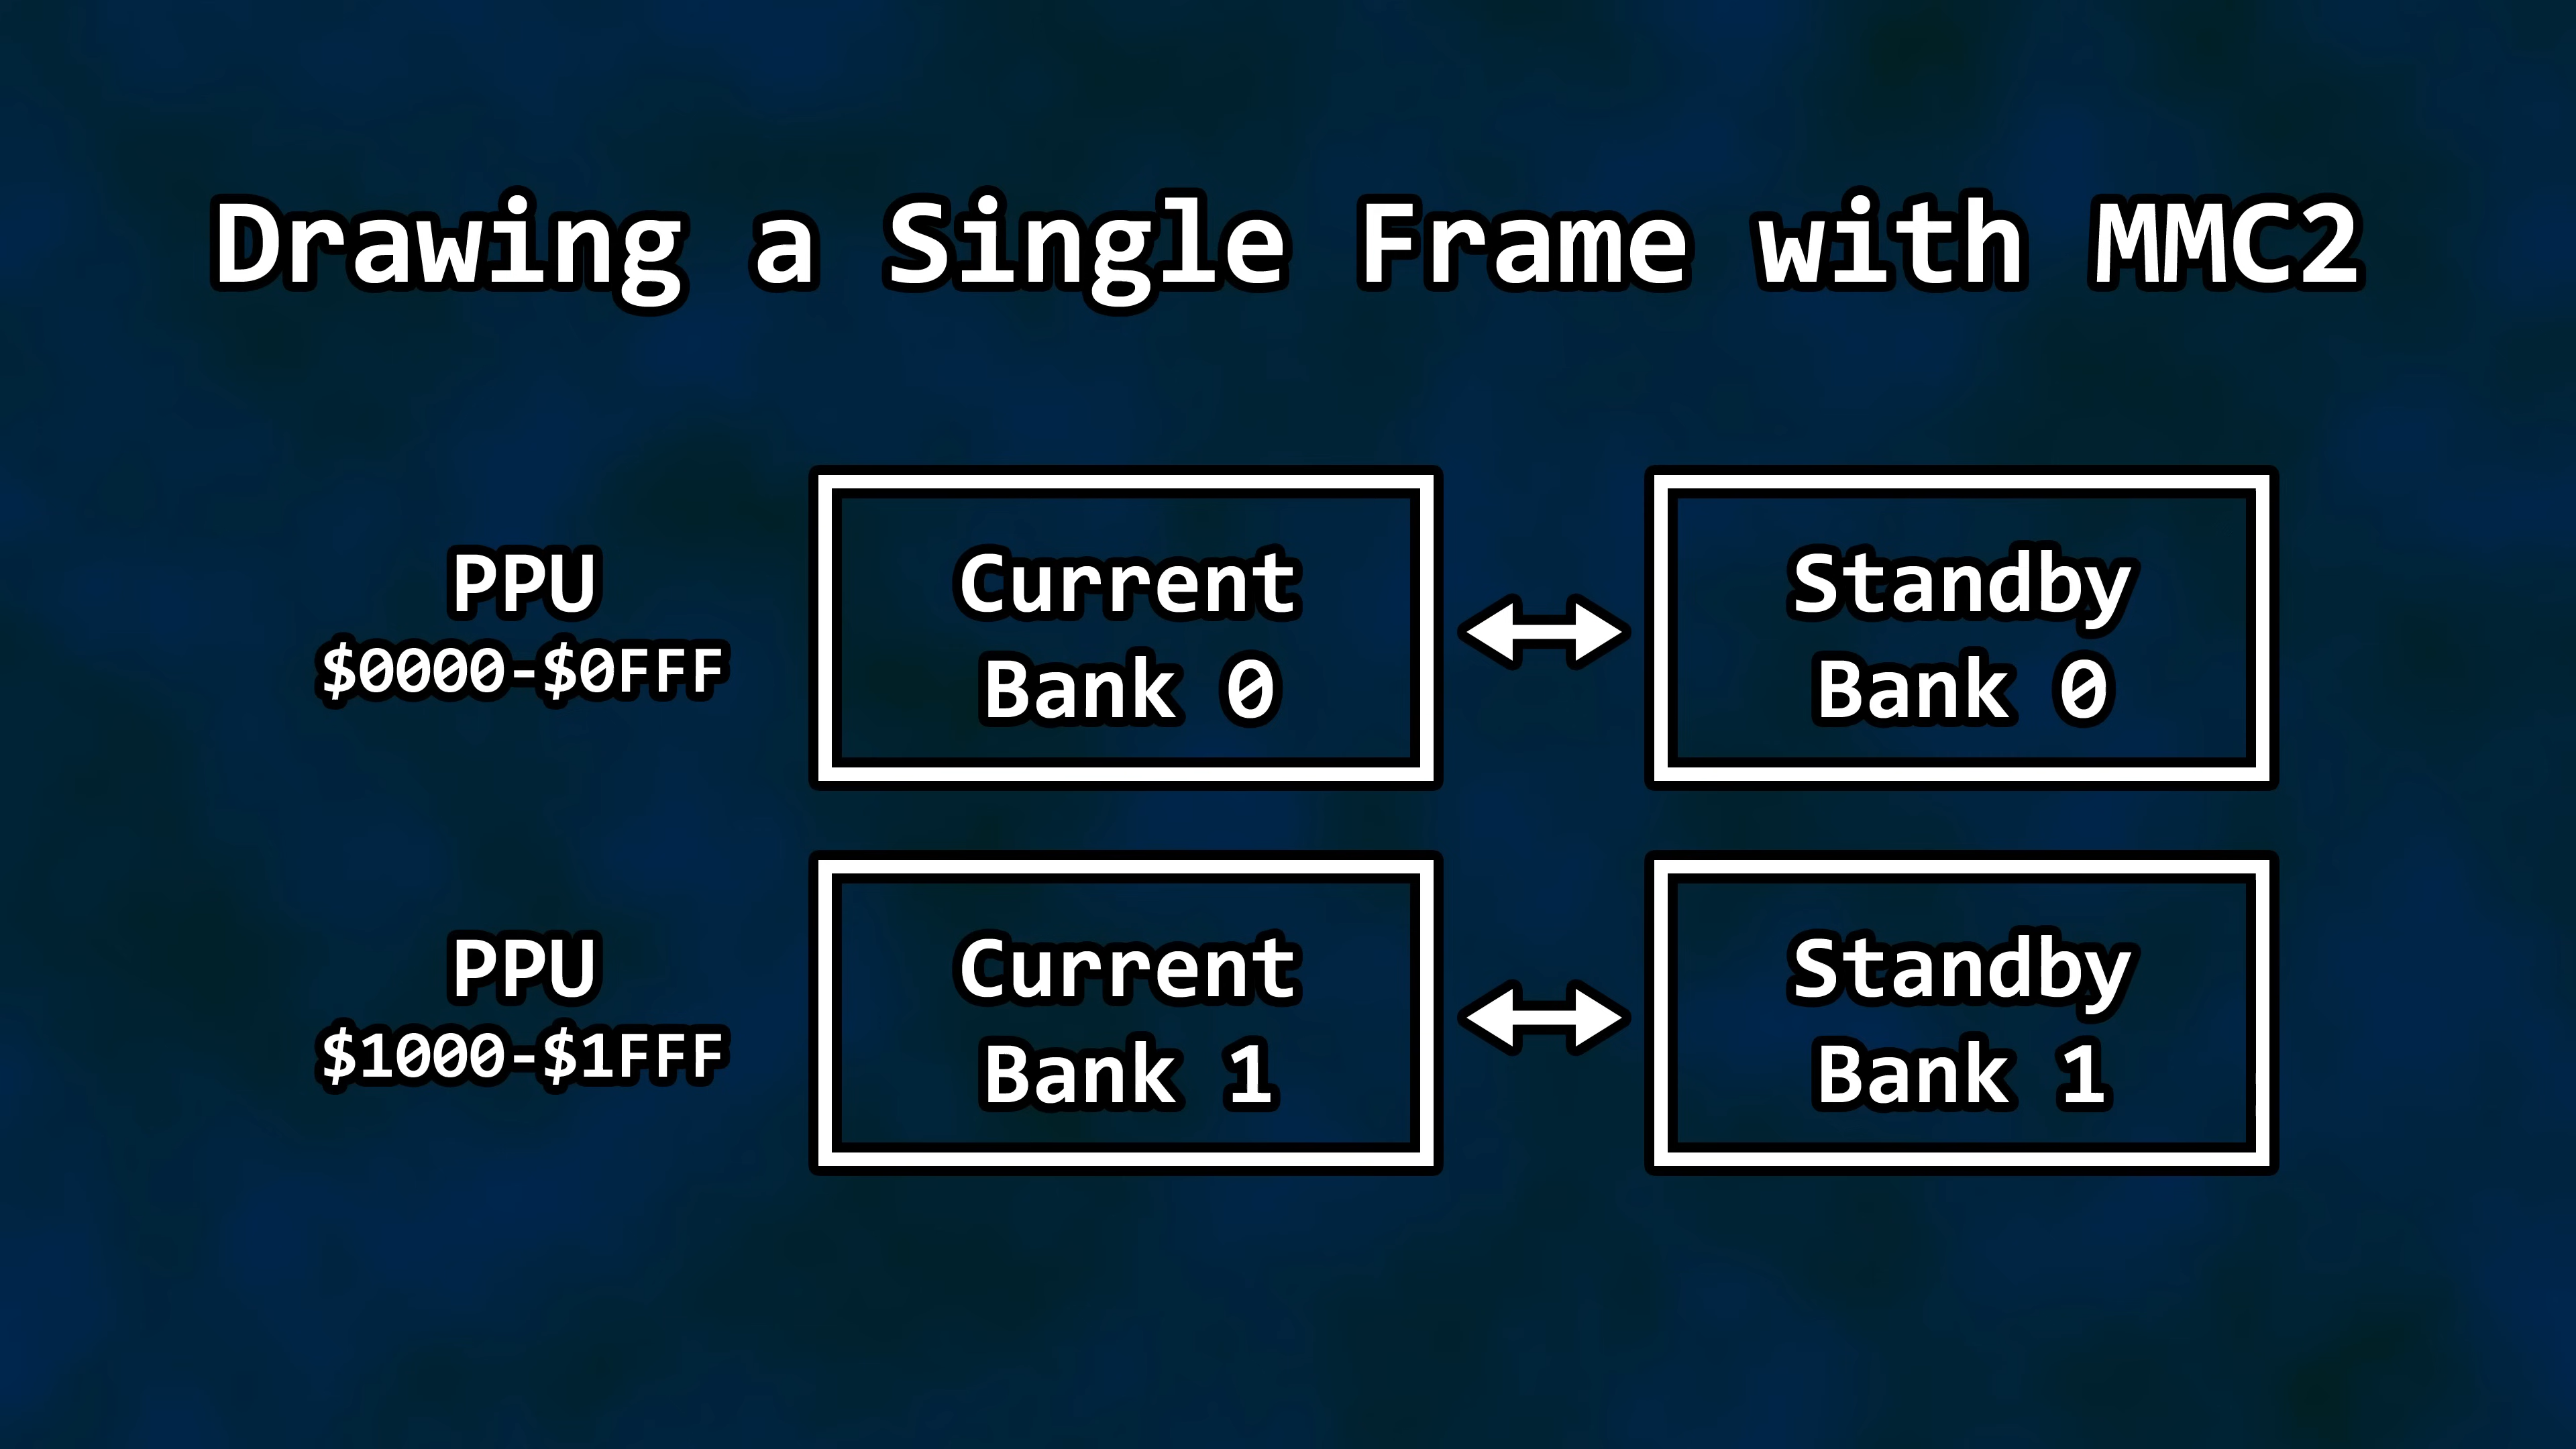 Drawing a Single Frame with MMC2
PPU
$0000-$0FFF
Current
Bank 0
Standby
Bank 0
PPU
$1000-$1FFF
Current
Bank 1
Standby
Bank 1